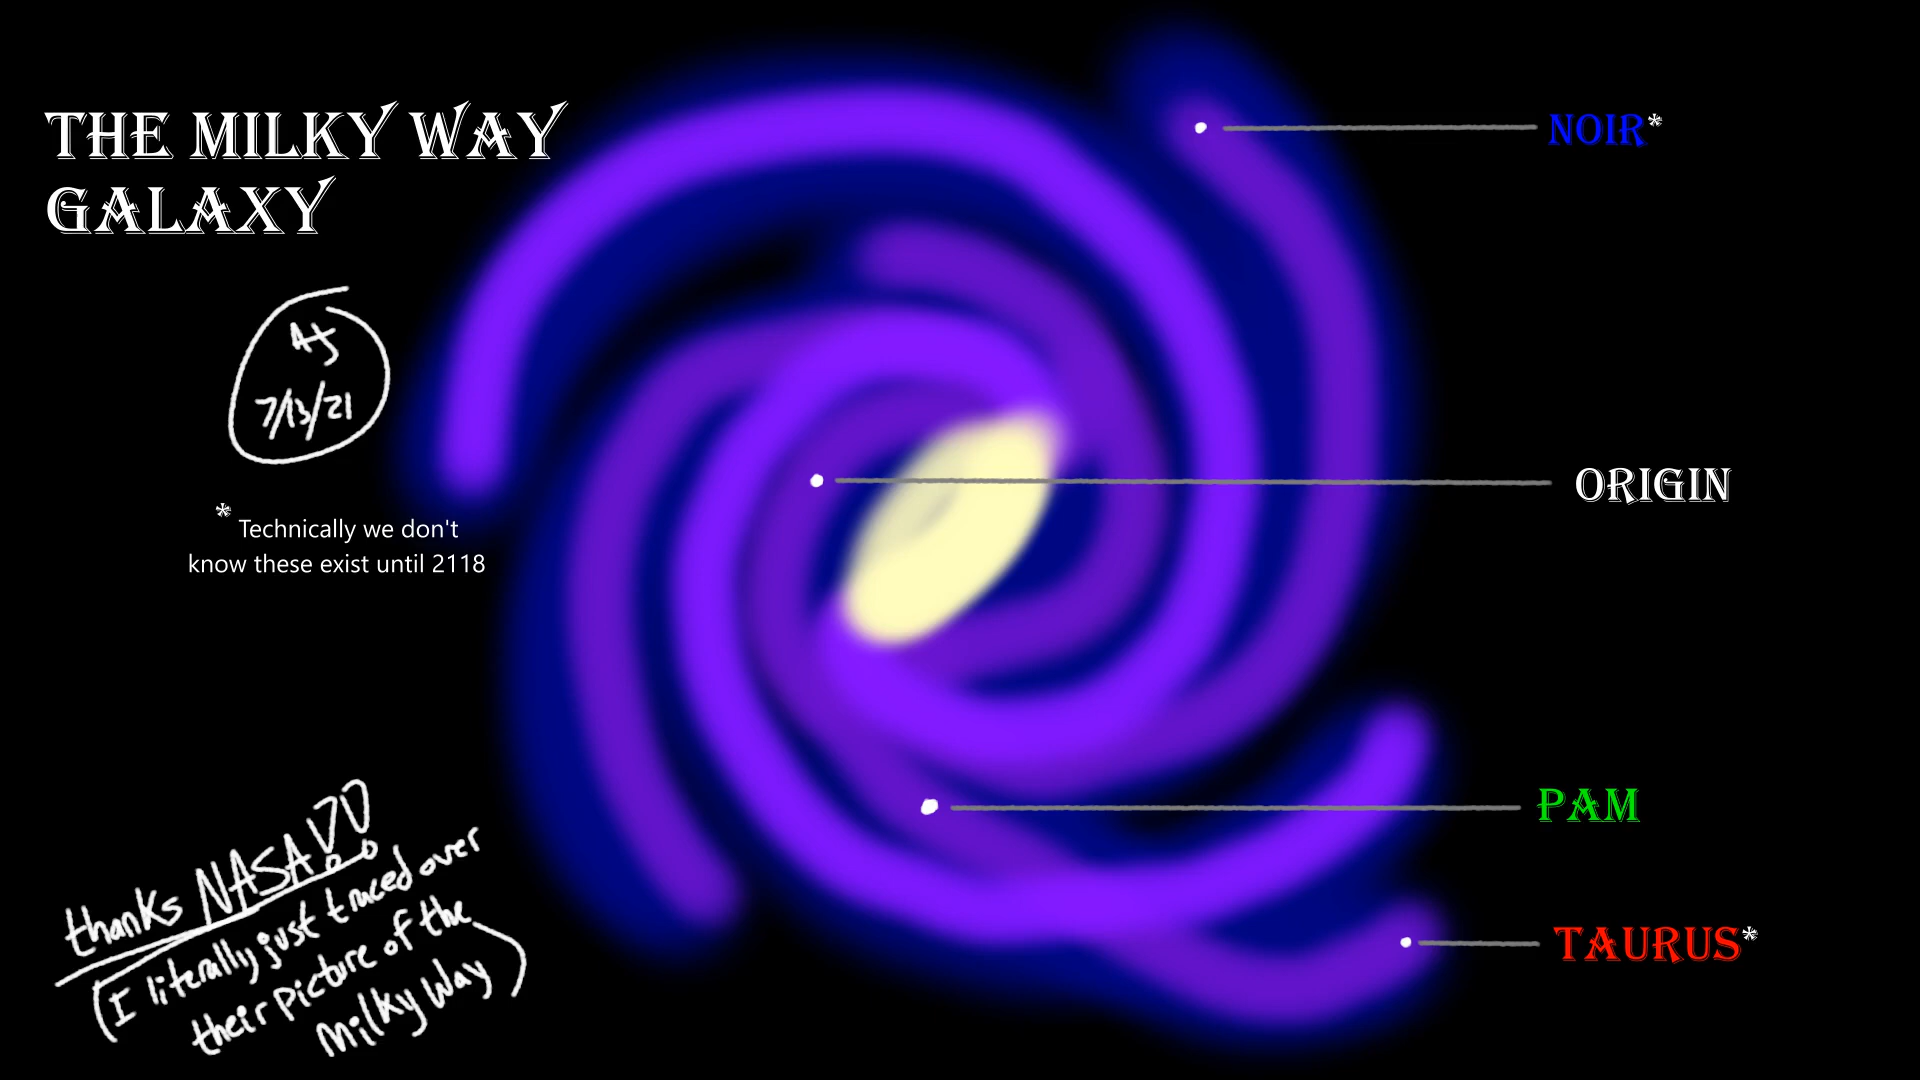 THE MILKY WAY
GALAXY
AJ
7/13/21
* Technically we don't
know these exist until 2118
NOIR*
ORIGIN
PAM
TAURUS*
thanks NASA!!
(I literally just traced over
their picture of the
Milky Way)